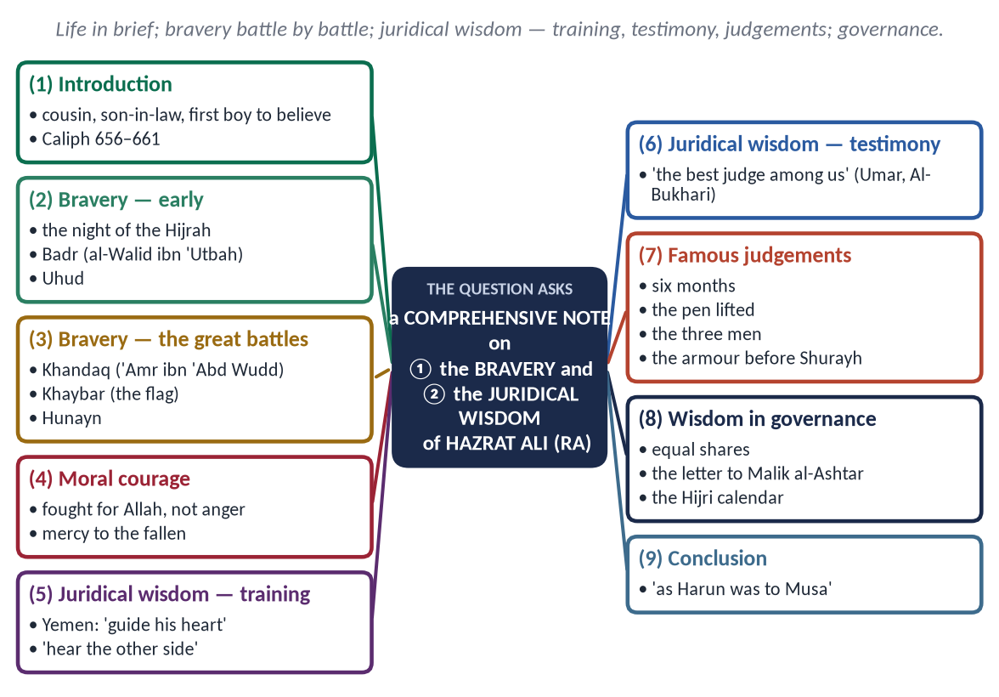 Life in brief; bravery battle by battle; juridical wisdom — training, testimony, judgements; governance.
(1) Introduction
• cousin, son-in-law, first boy to believe
• Caliph 656–661
(2) Bravery — early
• the night of the Hijrah
• Badr (al-Walid ibn 'Utbah)
• Uhud
(3) Bravery — the great battles
• Khandaq ('Amr ibn 'Abd Wudd)
• Khaybar (the flag)
• Hunayn
(4) Moral courage
• fought for Allah, not anger
• mercy to the fallen
(5) Juridical wisdom — training
• Yemen: 'guide his heart'
• 'hear the other side'
THE QUESTION ASKS
a COMPREHENSIVE NOTE
on
① the BRAVERY and
② the JURIDICAL
WISDOM
of HAZRAT ALI (RA)
(6) Juridical wisdom — testimony
• 'the best judge among us' (Umar, Al-
Bukhari)
(7) Famous judgements
• six months
• the pen lifted
• the three men
• the armour before Shurayh
(8) Wisdom in governance
• equal shares
• the letter to Malik al-Ashtar
• the Hijri calendar
(9) Conclusion
• 'as Harun was to Musa'